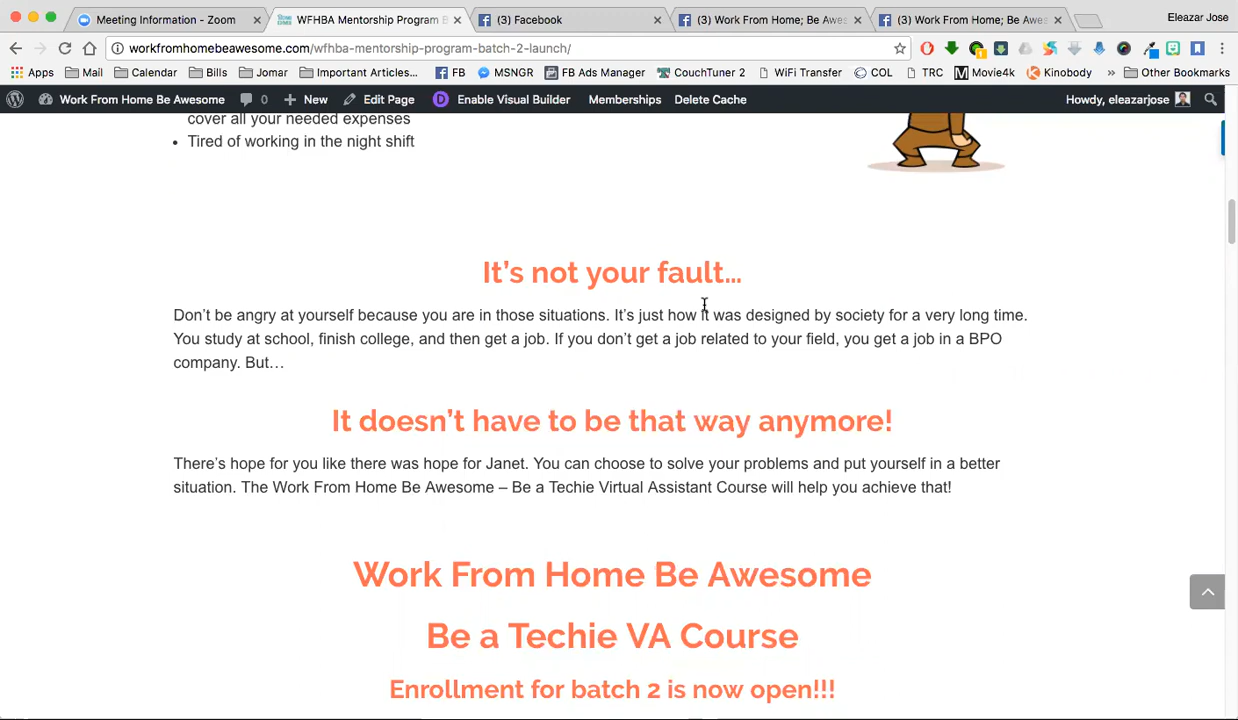 Meeting Information - Zoom
WFHBA Mentorship Program B
(3) Facebook
(3) Work From Home; Be Awes
(3) Work From Home; Be Awes
Eleazar Jose
workfromhomebeawesome.com/wfhba-mentorship-program-batch-2-launch/
Apps Mail Calendar Bills Jomar Important Articles... FB MSNGR FB Ads Manager CouchTuner 2 WiFi Transfer COL TRC Movie4k Kinobody » Other Bookmarks
Work From Home Be Awesome 0 New Edit Page D Enable Visual Builder Memberships Delete Cache Howdy, eleazarjose
cover all your needed expenses
• Tired of working in the night shift
It's not your fault...
Don't be angry at yourself because you are in those situations. It's just how it was designed by society for a very long time.
You study at school, finish college, and then get a job. If you don't get a job related to your field, you get a job in a BPO
company. But...
It doesn't have to be that way anymore!
There's hope for you like there was hope for Janet. You can choose to solve your problems and put yourself in a better
situation. The Work From Home Be Awesome – Be a Techie Virtual Assistant Course will help you achieve that!
Work From Home Be Awesome
Be a Techie VA Course
Enrollment for batch 2 is now open!!!